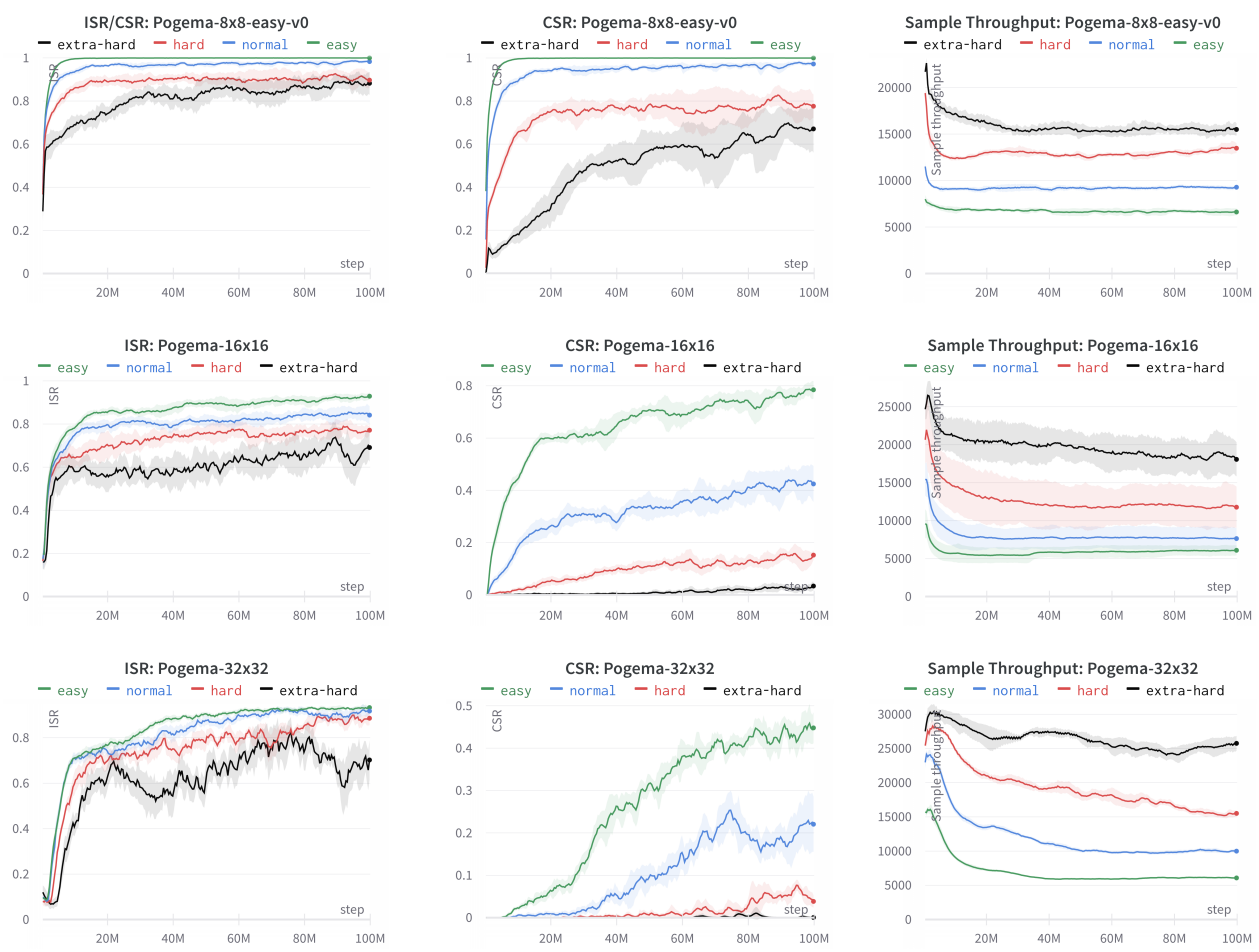 ISR/CSR: Pogema-8x8-easy-v0
extra-hard hard normal easy
ISR
1
0.8
0.6
0.4
0.2
0
step
20M 40M 60M 80M 100M
CSR: Pogema-8x8-easy-v0
extra-hard hard normal easy
CSR
1
0.8
0.6
0.4
0.2
0
step
20M 40M 60M 80M 100M
Sample Throughput: Pogema-8x8-easy-v0
extra-hard hard normal easy
Sample throughput
20000
15000
10000
5000
0
step
20M 40M 60M 80M 100M
ISR: Pogema-16x16
easy normal hard extra-hard
ISR
1
0.8
0.6
0.4
0.2
0
step
20M 40M 60M 80M 100M
CSR: Pogema-16x16
easy normal hard extra-hard
CSR
0.8
0.6
0.4
0.2
0
step
20M 40M 60M 80M 100M
Sample Throughput: Pogema-16x16
easy normal hard extra-hard
Sample throughput
25000
20000
15000
10000
5000
0
step
20M 40M 60M 80M 100M
ISR: Pogema-32x32
easy normal hard extra-hard
ISR
0.8
0.6
0.4
0.2
0
step
20M 40M 60M 80M 100M
CSR: Pogema-32x32
easy normal hard extra-hard
CSR
0.5
0.4
0.3
0.2
0.1
0
step
20M 40M 60M 80M 100M
Sample Throughput: Pogema-32x32
easy normal hard extra-hard
Sample throughput
30000
25000
20000
15000
10000
5000
0
step
20M 40M 60M 80M 100M